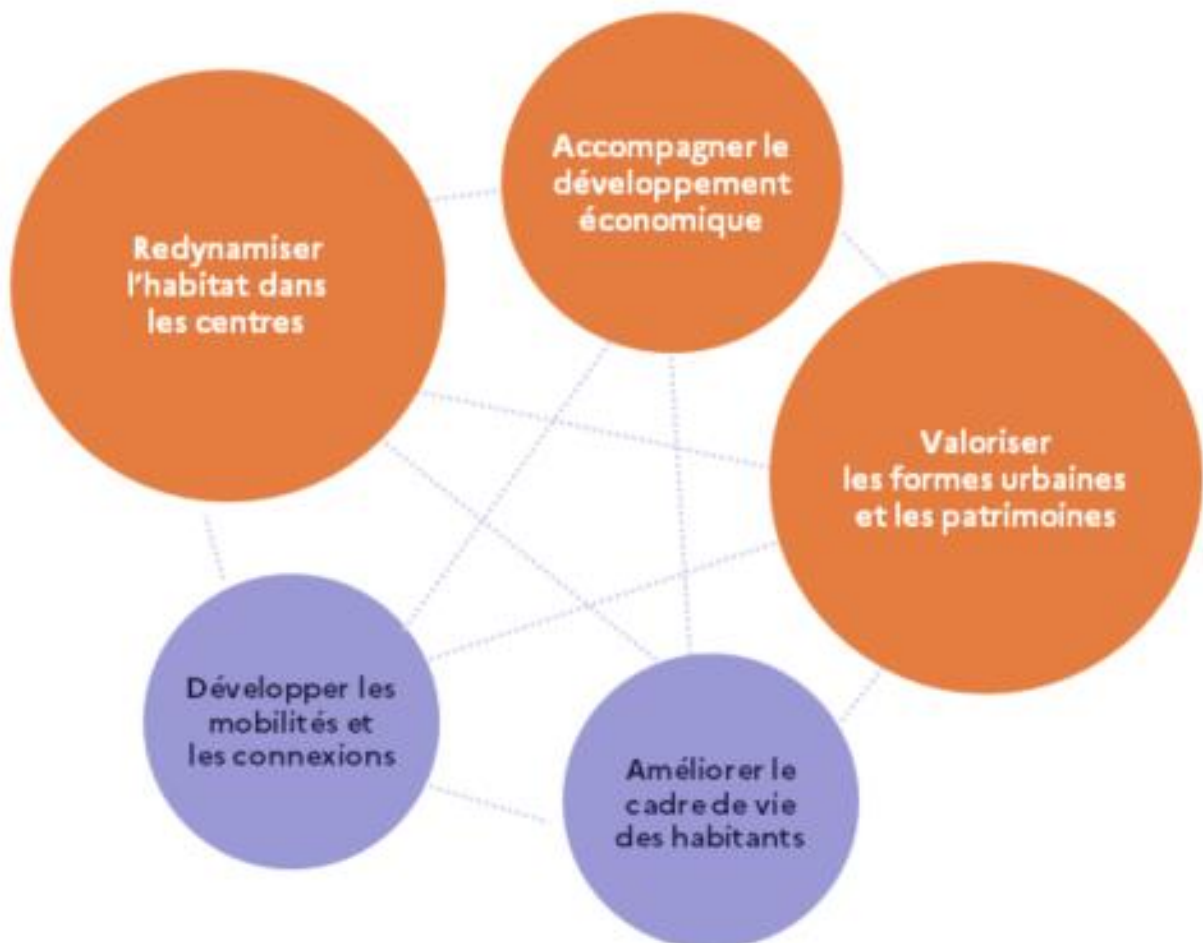 Accompagner le
développement
économique
Redynamiser
l'habitat dans
les centres
Valoriser
les formes urbaines
et les patrimoines
Développer les
mobilités et
les connexions
Améliorer le
cadre de vie
des habitants